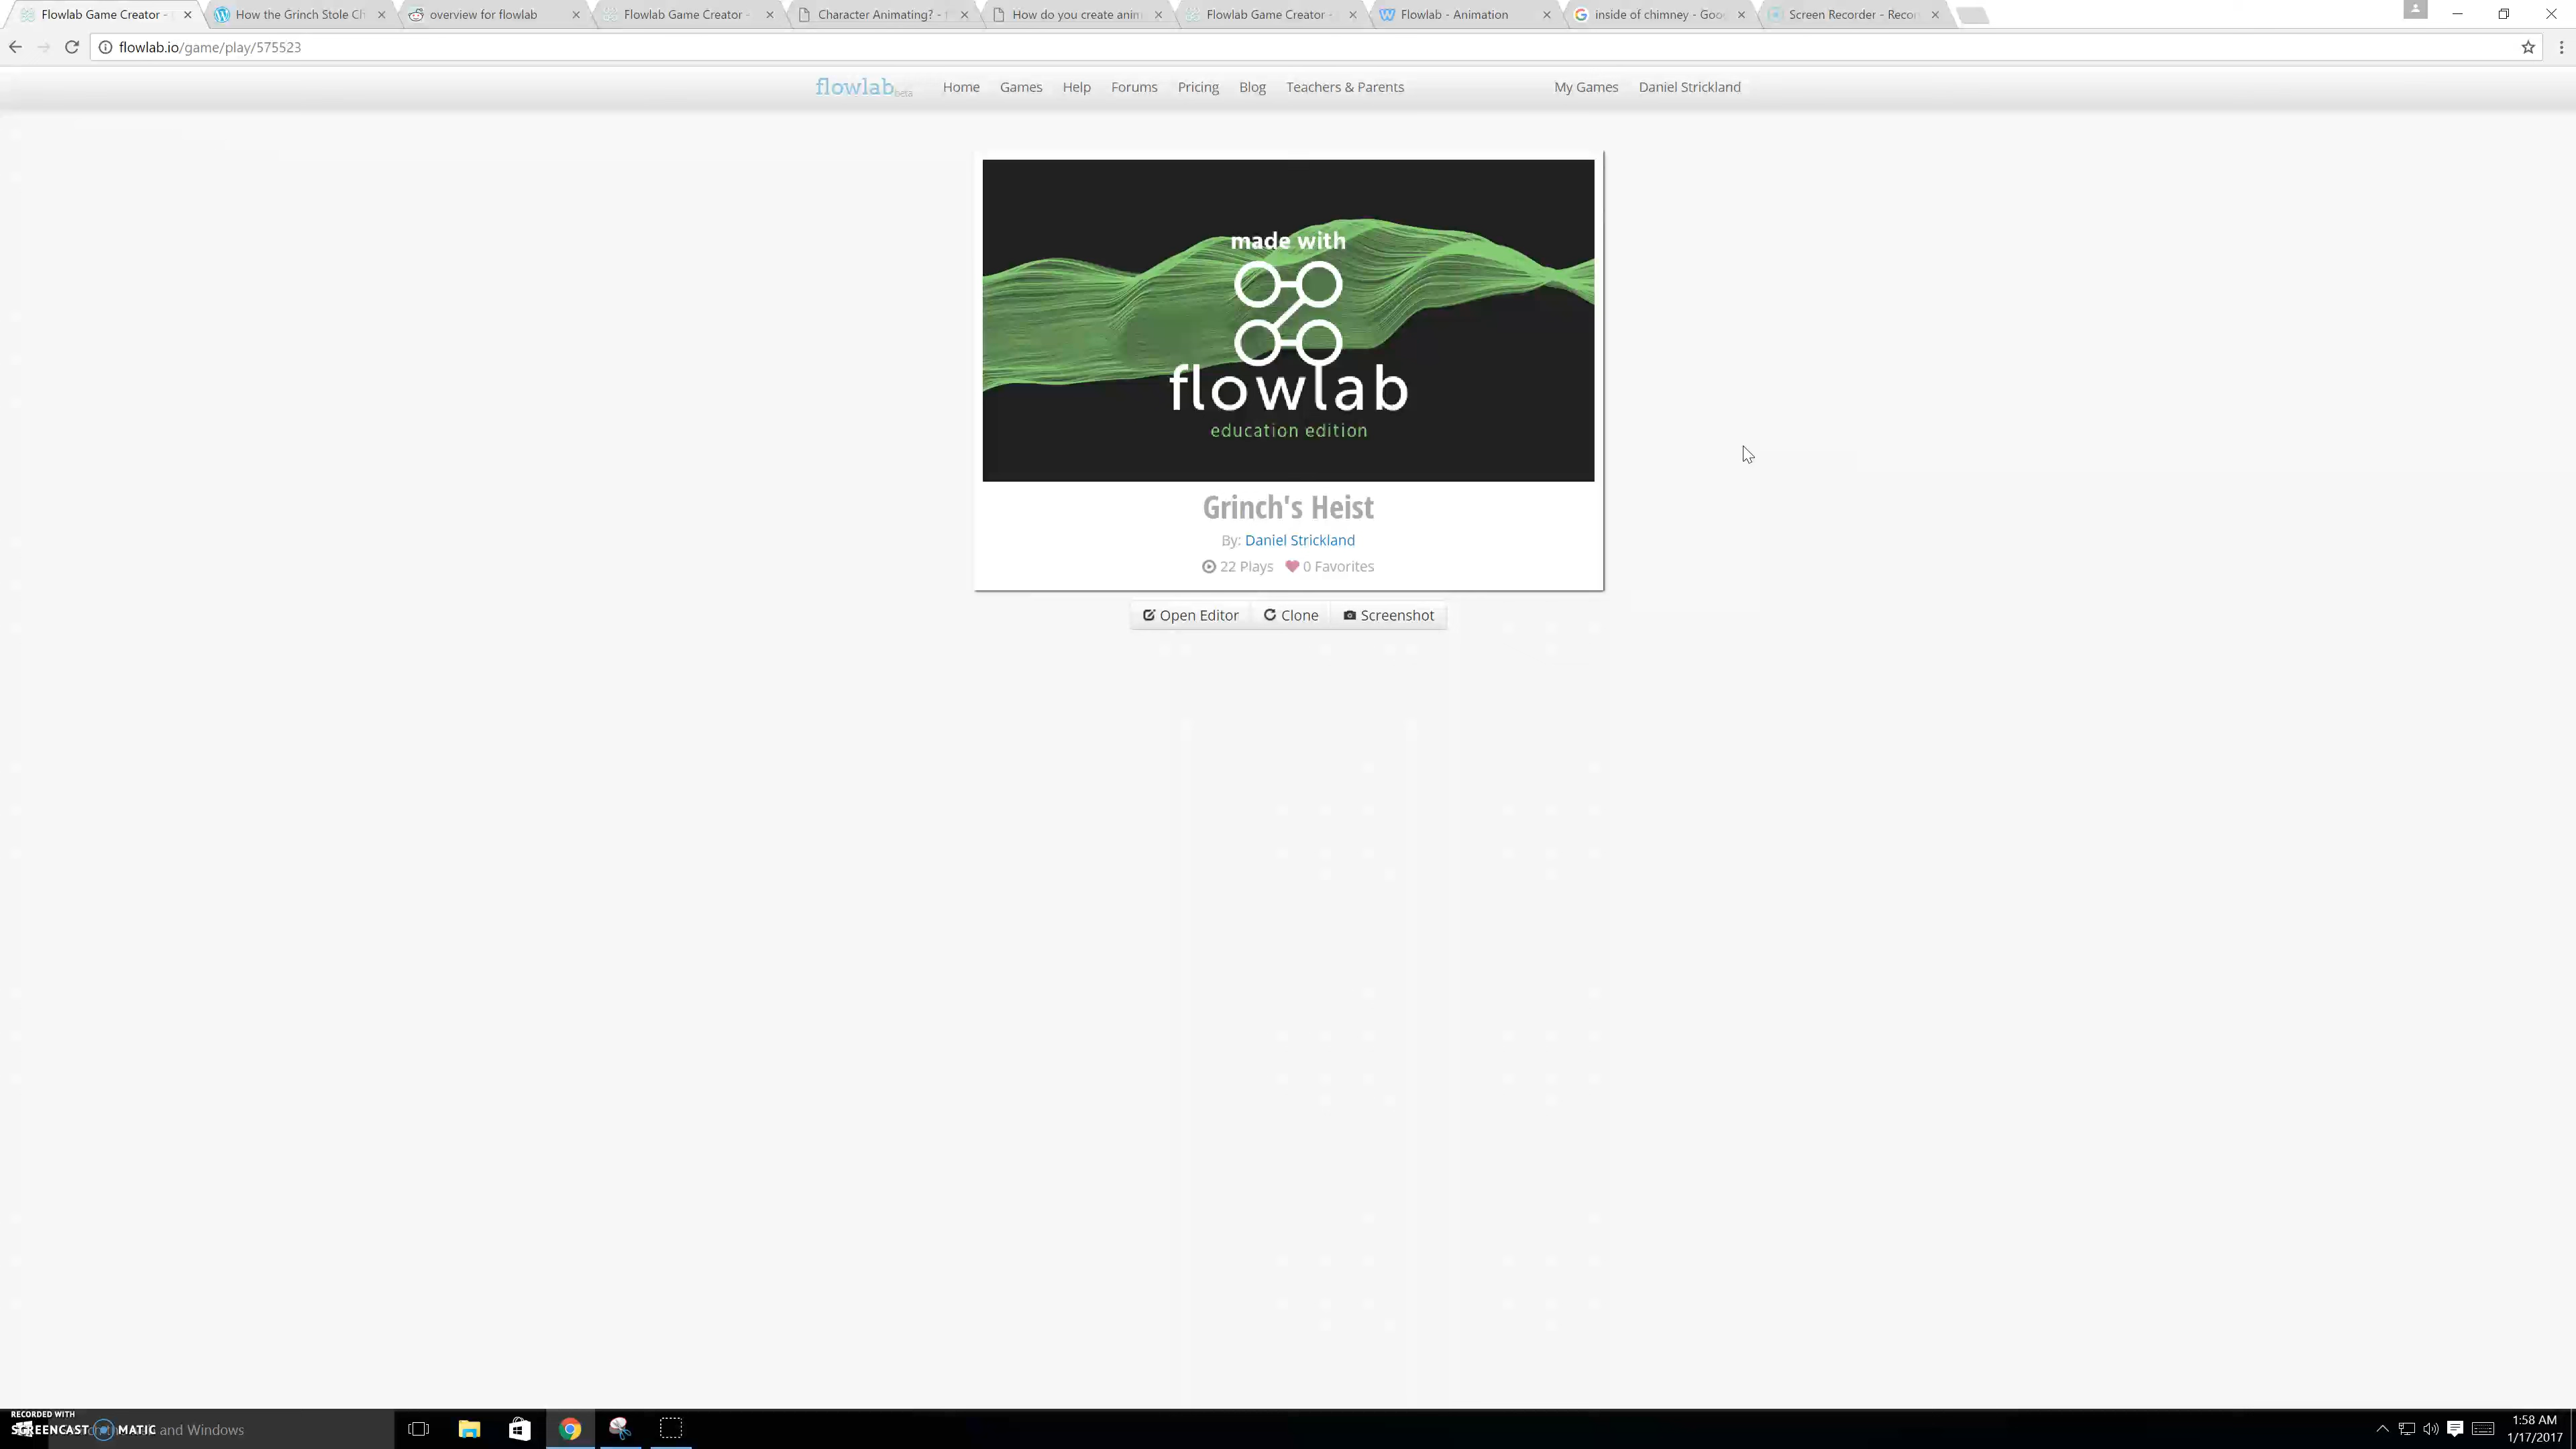 Flowlab Game Creator -
How the Grinch Stole Ch
overview for flowlab
Flowlab Game Creator -
Character Animating? -
How do you create anim
Flowlab Game Creator -
Flowlab - Animation
inside of chimney - Goo
Screen Recorder - Recor
flowlab.io/game/play/575523
flowlab beta
Home
Games
Help
Forums
Pricing
Blog
Teachers & Parents
My Games
Daniel Strickland
made with
flowlab
education edition
Grinch's Heist
By: Daniel Strickland
22 Plays 0 Favorites
Open Editor Clone Screenshot
RECORDED WITH
SCREENCAST MATIC and Windows
1:58 AM
1/17/2017